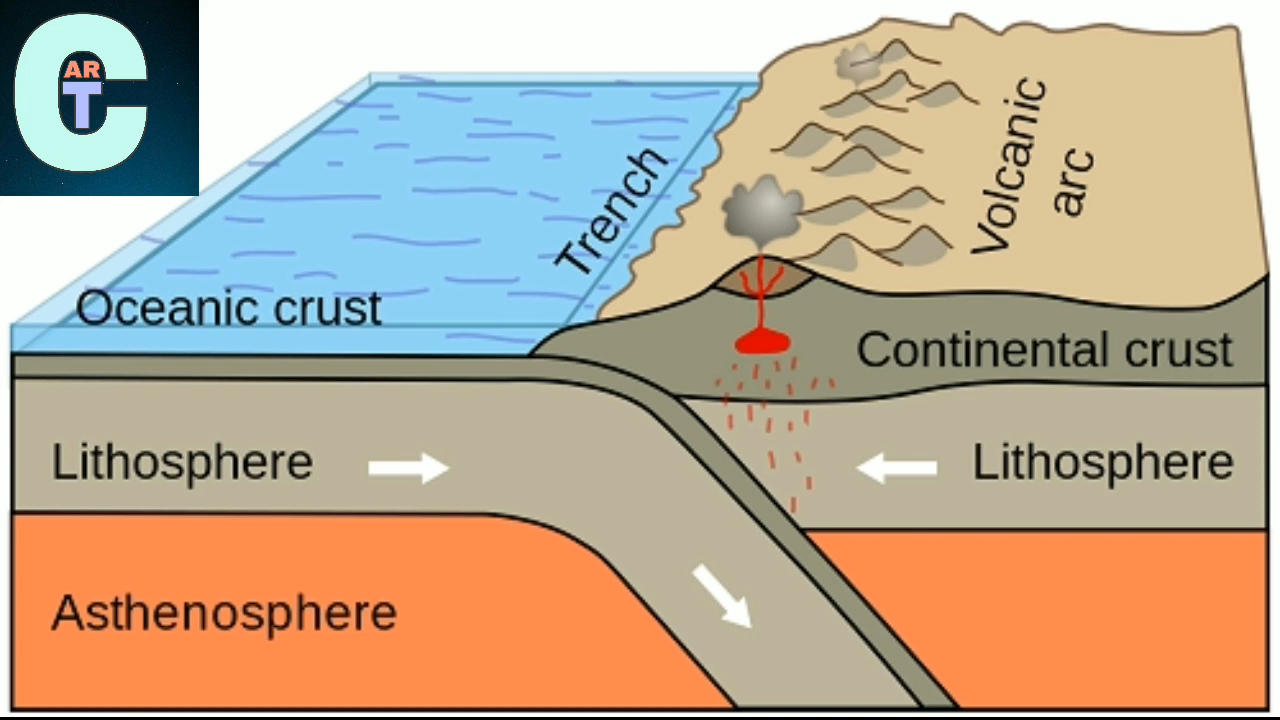 C
AR
T
Trench
Volcanic
arc
Oceanic crust
Continental crust
Lithosphere
Lithosphere
Asthenosphere